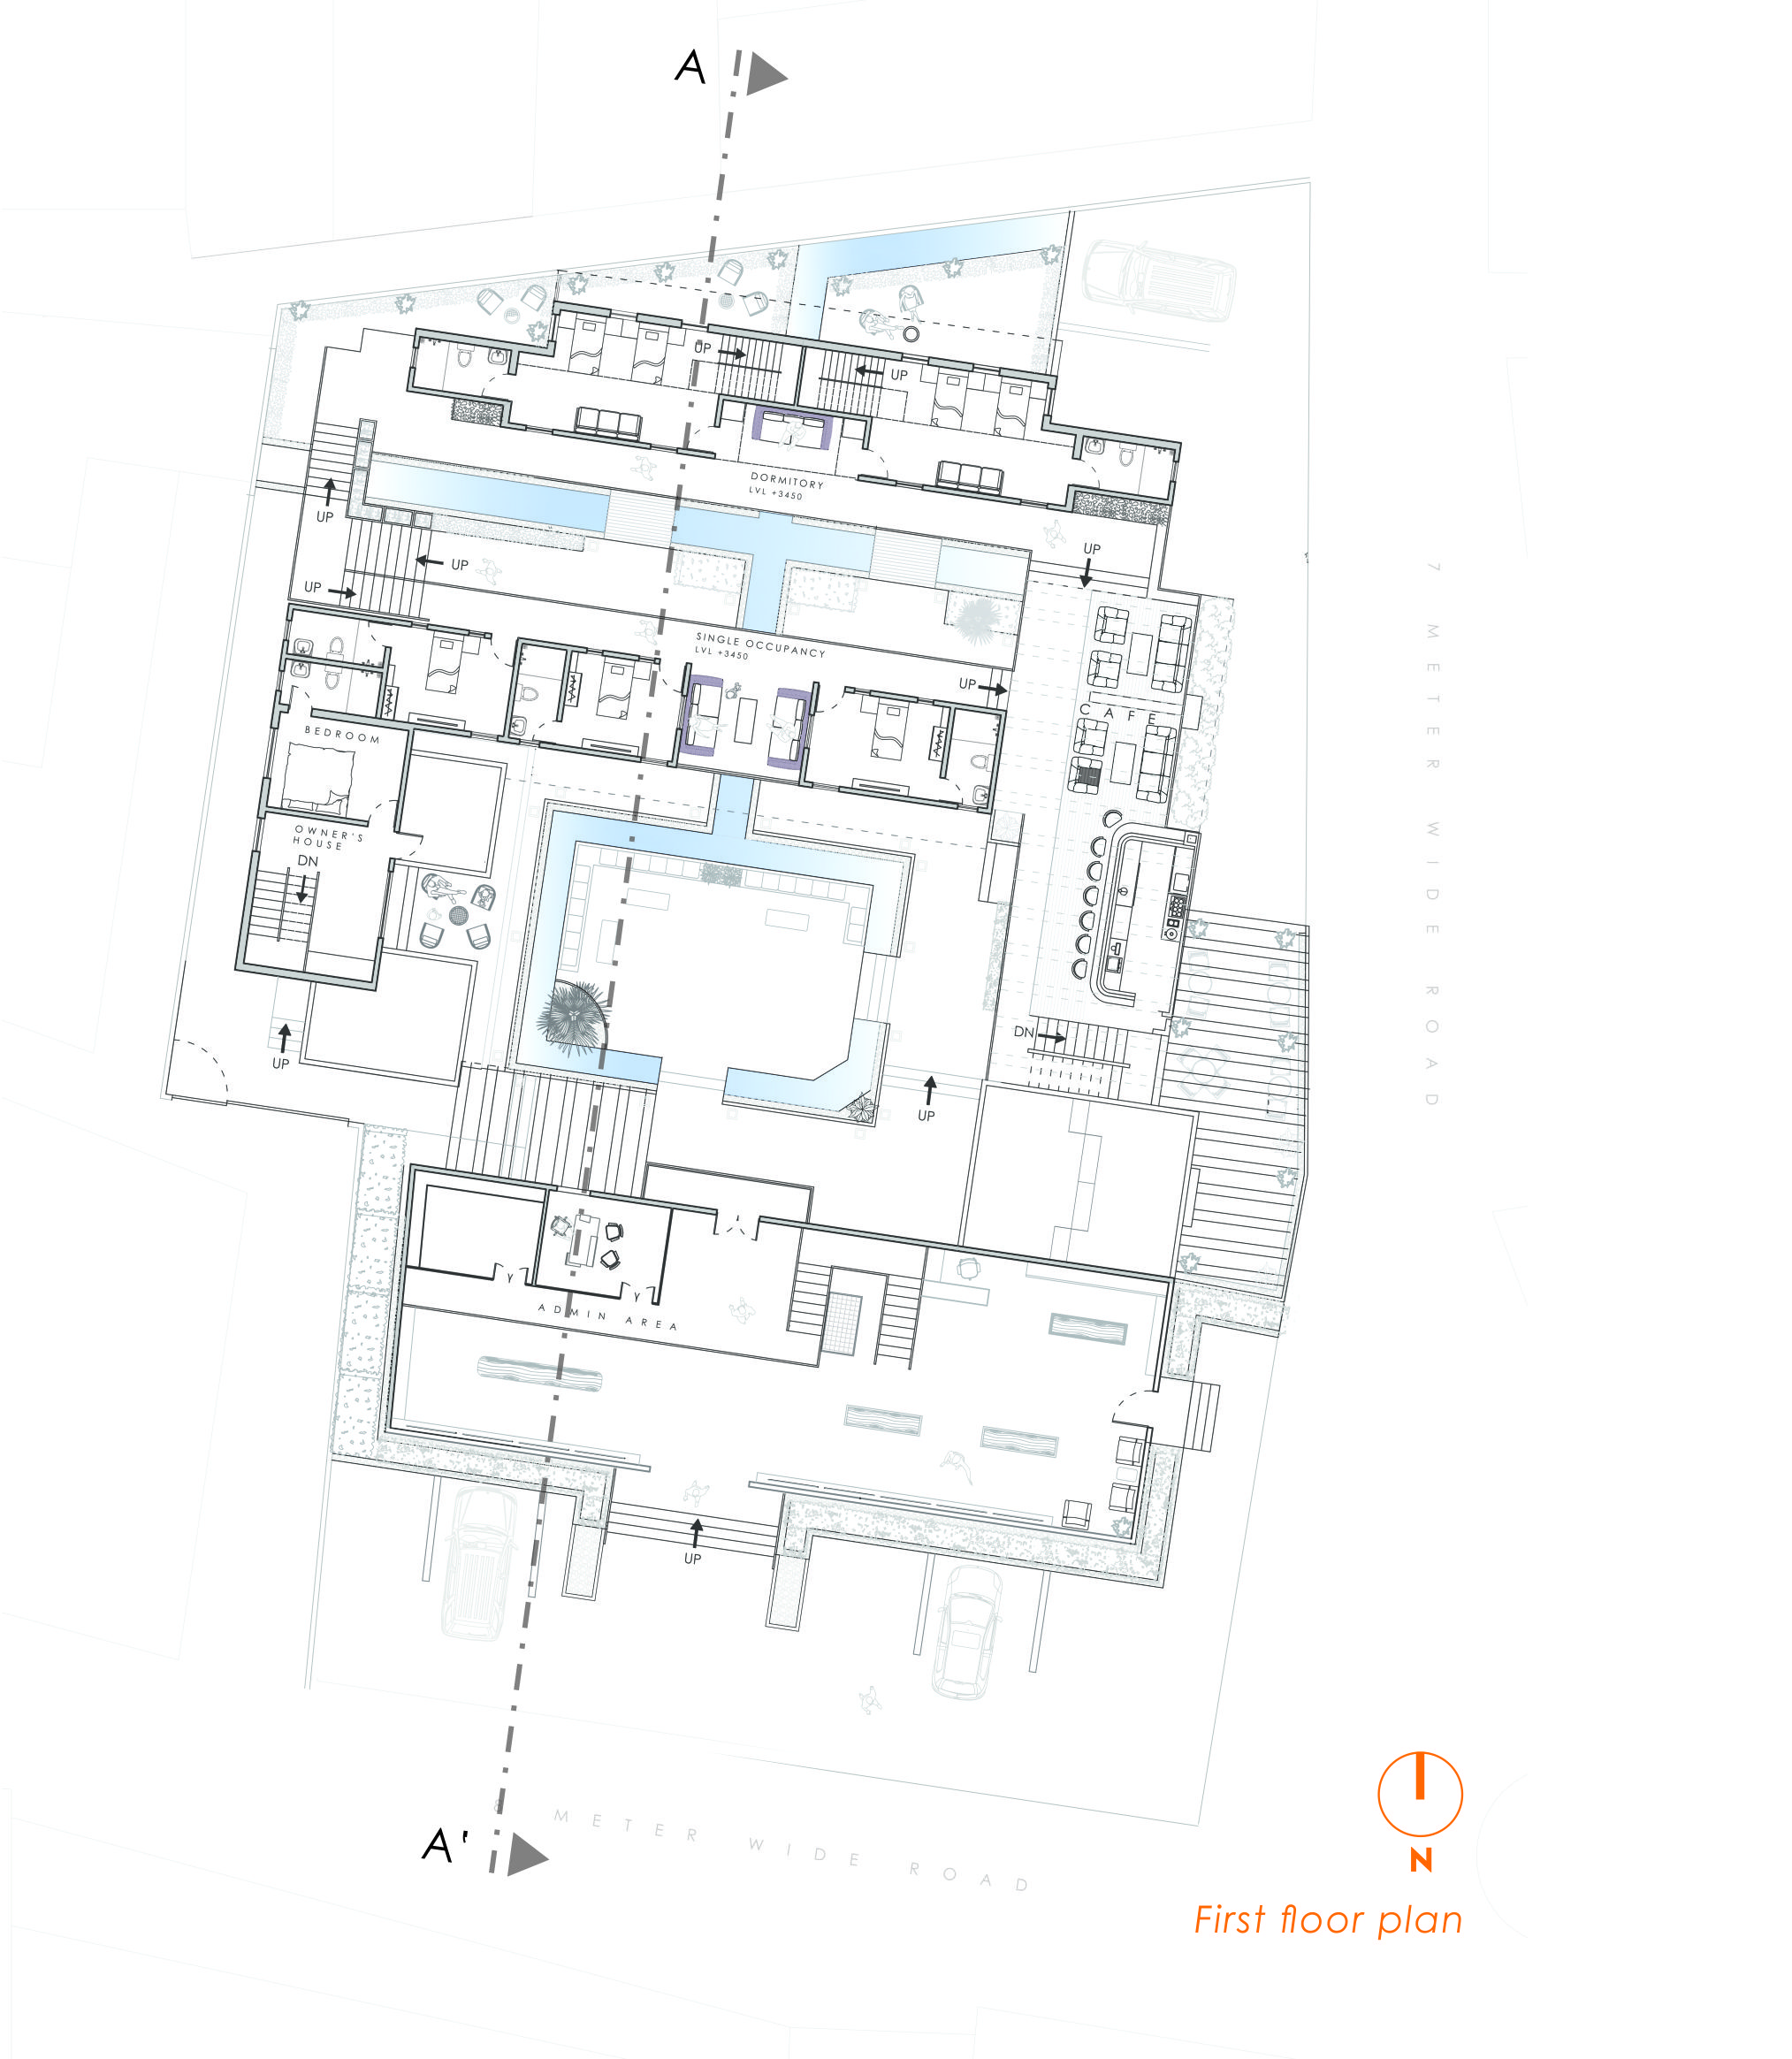 A
UP
UP
DORMITORY
LVL +3450
UP
UP
UP
UP
SINGLE OCCUPANCY
LVL +3450
UP
CAFE
BEDROOM
OWNER'S
HOUSE
DN
DN
UP
UP
ADMIN AREA
UP
7 METER WIDE ROAD
A'
8 METER WIDE ROAD
N
First floor plan